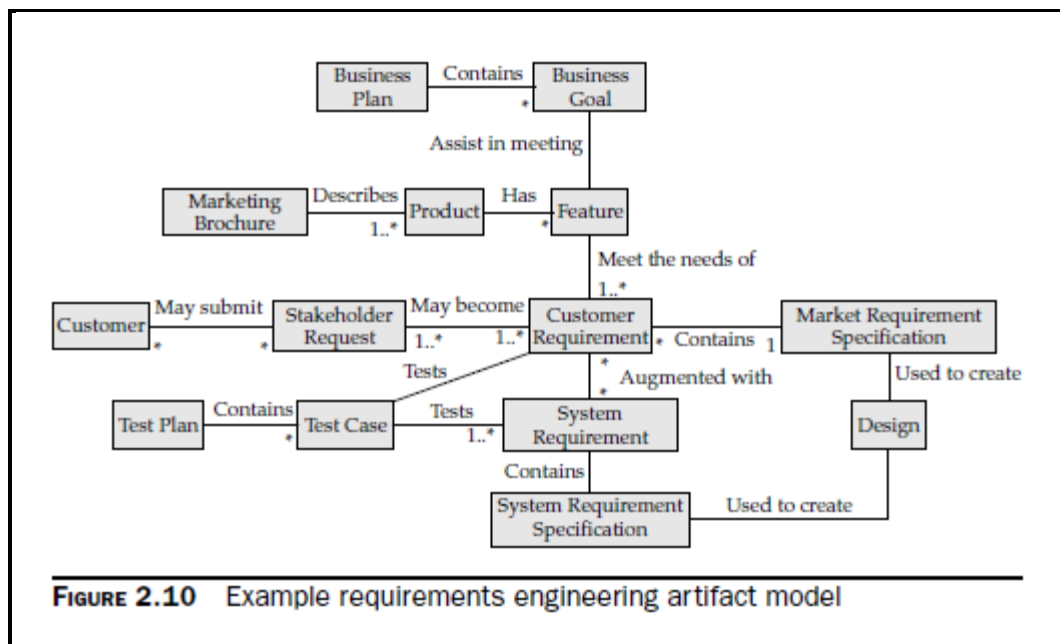 Business
Plan
Contains
*
Business
Goal
Assist in meeting
Marketing
Brochure
Describes
1..*
Product
Has
*
Feature
Meet the needs of
1..*
Customer
May submit
*
*
Stakeholder
Request
May become
1..*
1..*
Customer
Requirement
*
Contains
1
Market Requirement
Specification
Tests
*
*
Augmented with
Used to create
Test Plan
Contains
*
Test Case
Tests
1..*
System
Requirement
Design
Contains
System Requirement
Specification
Used to create
FIGURE 2.10 Example requirements engineering artifact model